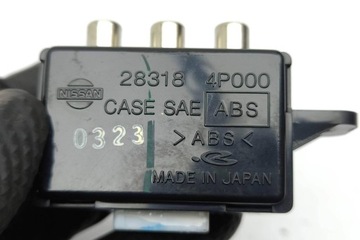 28318 4P000
NISSAN
CASE SAE ABS
0323 >ABS<
MADE IN JAPAN